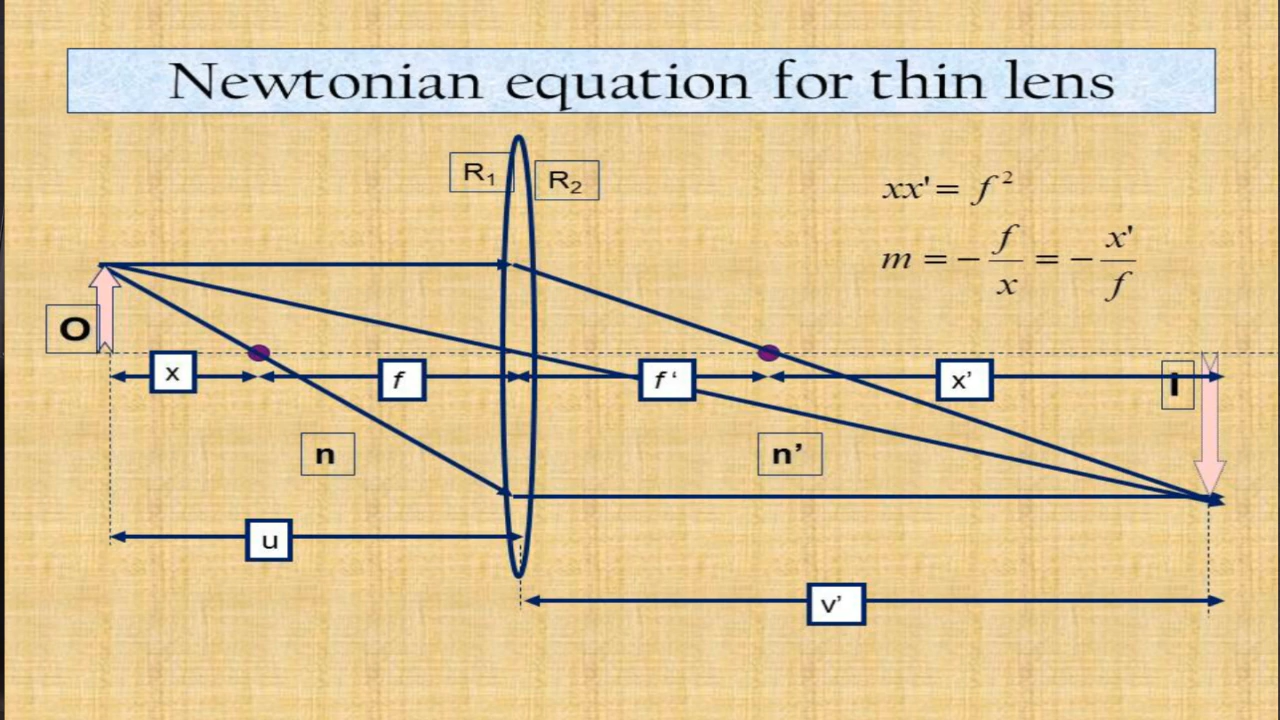 Newtonian equation for thin lens
R₁
R₂
xx' = f²
m = − f/x = − x'/f
O
x
f
f ‘
x’
I
n
n’
u
v’